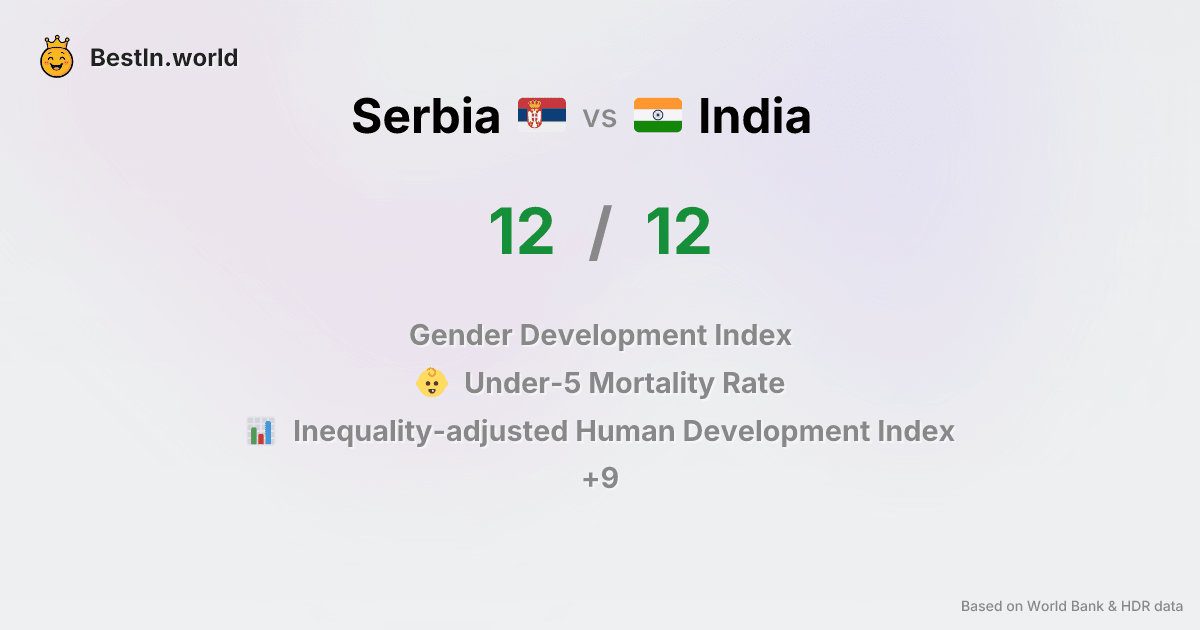 BestIn.world
Serbia vs India
12 / 12
Gender Development Index
Under-5 Mortality Rate
Inequality-adjusted Human Development Index
+9
Based on World Bank & HDR data